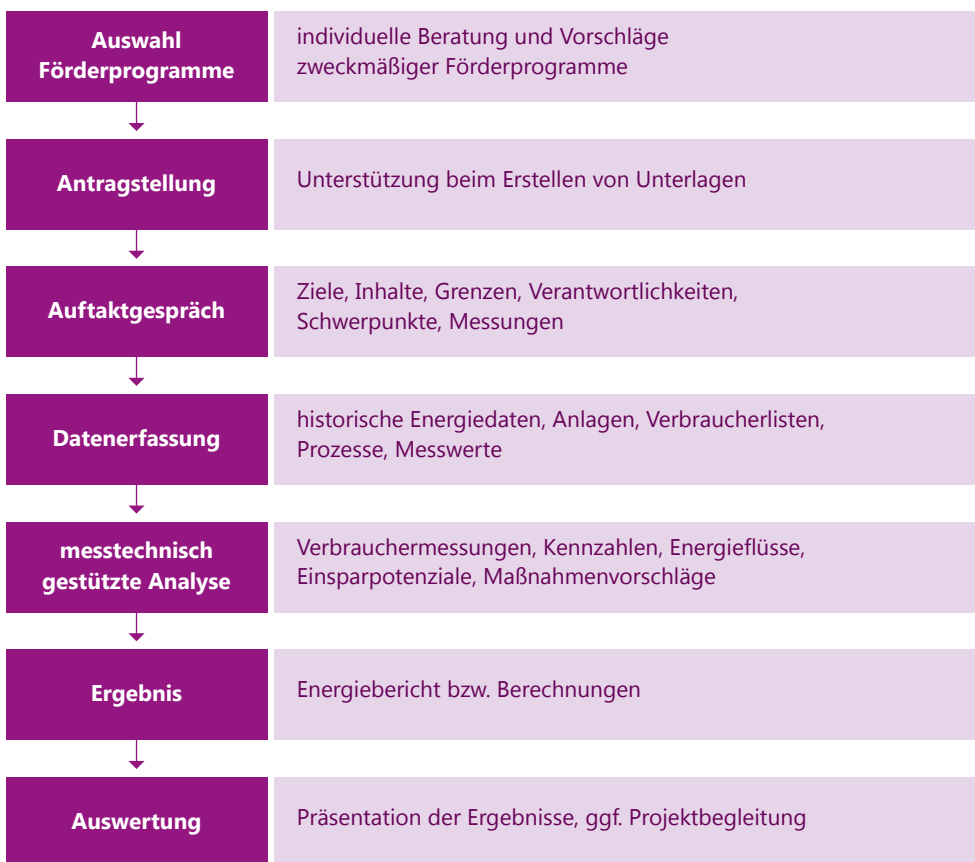 Auswahl
Förderprogramme
individuelle Beratung und Vorschläge
zweckmäßiger Förderprogramme
Antragstellung
Unterstützung beim Erstellen von Unterlagen
Auftaktgespräch
Ziele, Inhalte, Grenzen, Verantwortlichkeiten,
Schwerpunkte, Messungen
Datenerfassung
historische Energiedaten, Anlagen, Verbraucherlisten,
Prozesse, Messwerte
messtechnisch
gestützte Analyse
Verbrauchermessungen, Kennzahlen, Energieflüsse,
Einsparpotenziale, Maßnahmenvorschläge
Ergebnis
Energiebericht bzw. Berechnungen
Auswertung
Präsentation der Ergebnisse, ggf. Projektbegleitung